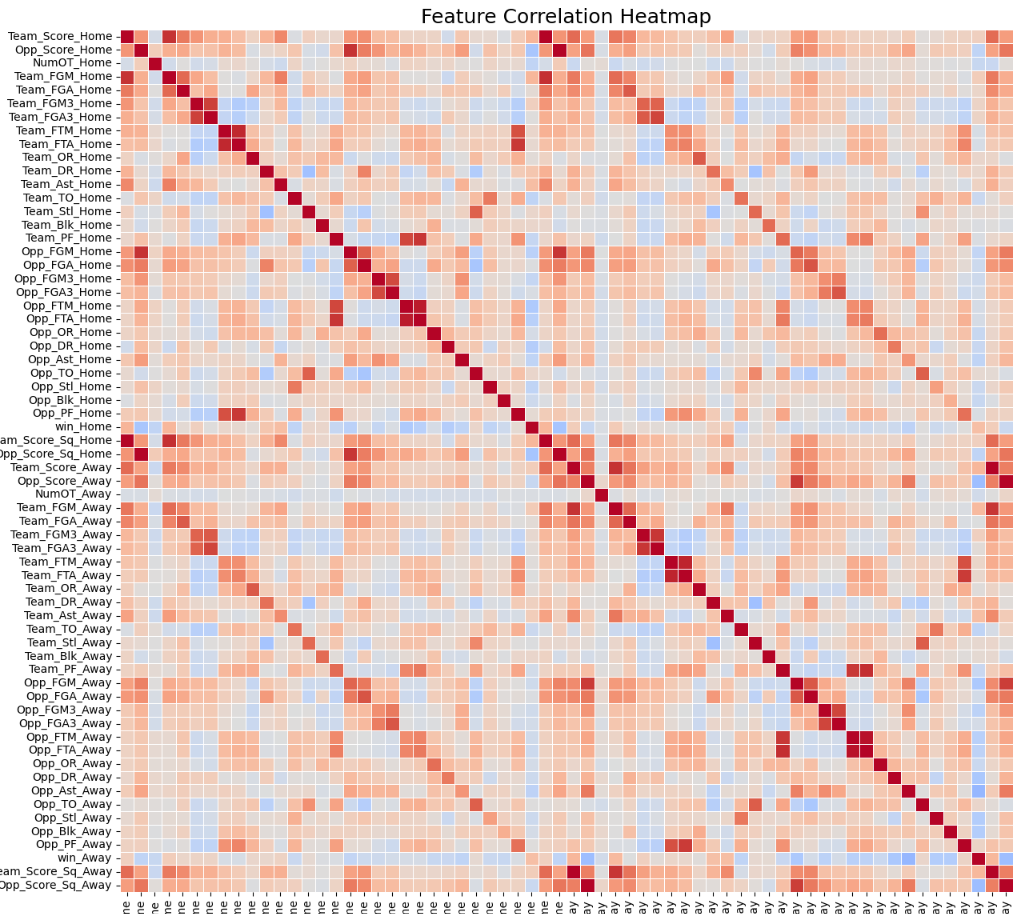 Feature Correlation Heatmap
Team_Score_Home
Opp_Score_Home
NumOT_Home
Team_FGM_Home
Team_FGA_Home
Team_FGM3_Home
Team_FGA3_Home
Team_FTM_Home
Team_FTA_Home
Team_OR_Home
Team_DR_Home
Team_Ast_Home
Team_TO_Home
Team_Stl_Home
Team_Blk_Home
Team_PF_Home
Opp_FGM_Home
Opp_FGA_Home
Opp_FGM3_Home
Opp_FGA3_Home
Opp_FTM_Home
Opp_FTA_Home
Opp_OR_Home
Opp_DR_Home
Opp_Ast_Home
Opp_TO_Home
Opp_Stl_Home
Opp_Blk_Home
Opp_PF_Home
win_Home
eam_Score_Sq_Home
Opp_Score_Sq_Home
Team_Score_Away
Opp_Score_Away
NumOT_Away
Team_FGM_Away
Team_FGA_Away
Team_FGM3_Away
Team_FGA3_Away
Team_FTM_Away
Team_FTA_Away
Team_OR_Away
Team_DR_Away
Team_Ast_Away
Team_TO_Away
Team_Stl_Away
Team_Blk_Away
Team_PF_Away
Opp_FGM_Away
Opp_FGA_Away
Opp_FGM3_Away
Opp_FGA3_Away
Opp_FTM_Away
Opp_FTA_Away
Opp_OR_Away
Opp_DR_Away
Opp_Ast_Away
Opp_TO_Away
Opp_Stl_Away
Opp_Blk_Away
Opp_PF_Away
win_Away
eam_Score_Sq_Away
Opp_Score_Sq_Away